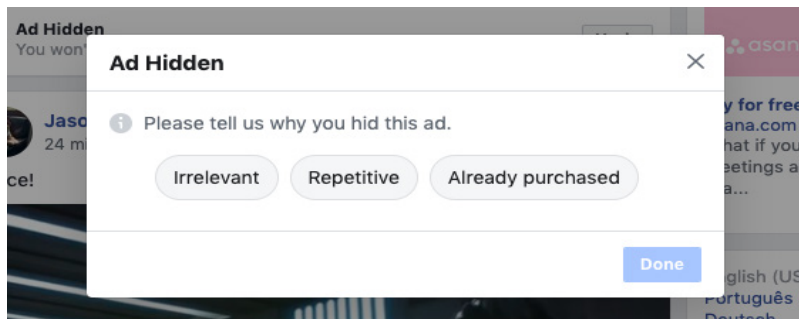 Ad Hidden
You won'
Ad Hidden
Please tell us why you hid this ad.
Irrelevant
Repetitive
Already purchased
Done
Jaso
24 mi
ce!
asan
y for free
ana.com
hat if you
eetings a
a...
glish (US
Português
Deutsch